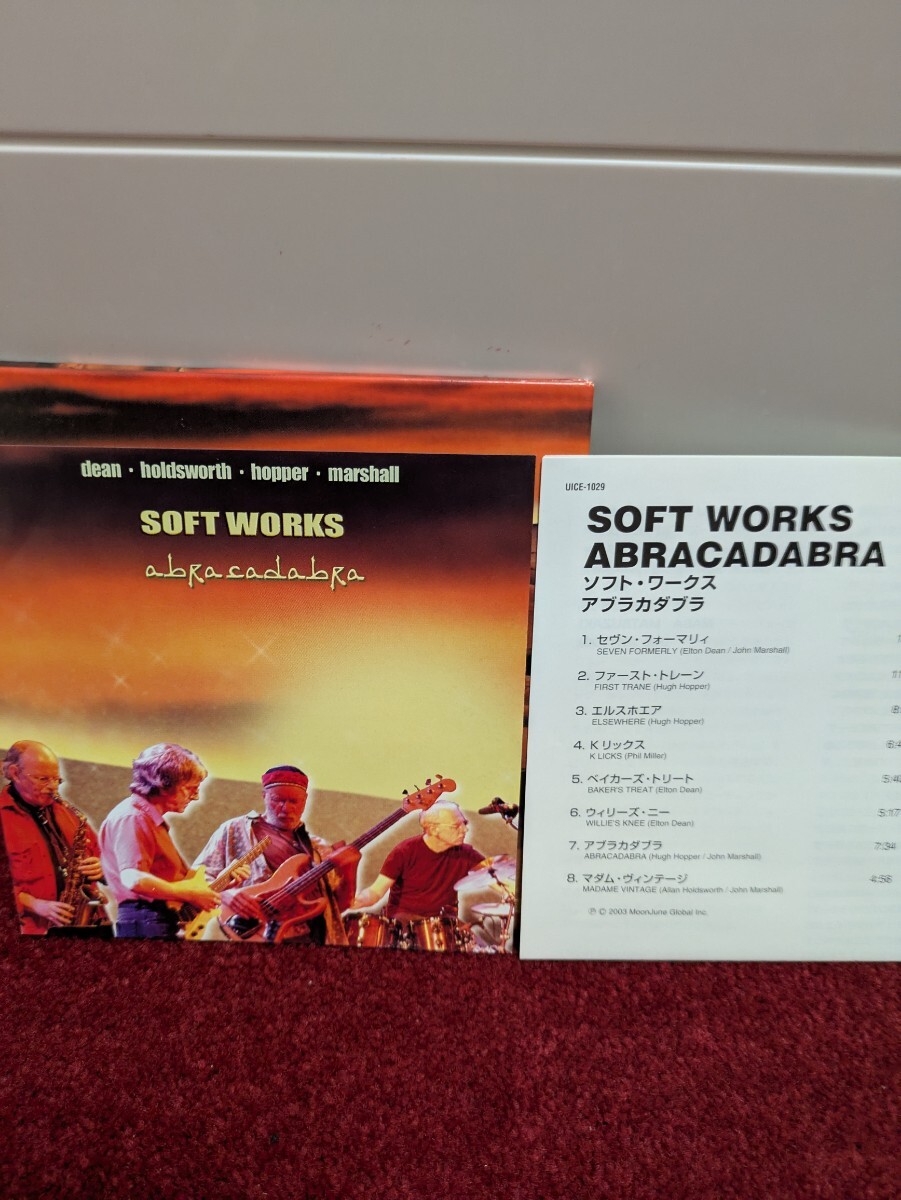 dean · holdsworth · hopper · marshall
SOFT WORKS
abracadabra
UICE-1029
SOFT WORKS
ABRACADABRA
ソフト・ワークス
アブラカダブラ
1. セヴン・フォーマリィ
SEVEN FORMERLY (Elton Dean / John Marshall)
2. ファースト・トレーン
FIRST TRANE (Hugh Hopper)
3. エルスホエア
ELSEWHERE (Hugh Hopper)
4. Kリックス
K LICKS (Phil Miller)
5. ベイカーズ・トリート
BAKER'S TREAT (Elton Dean)
6. ウィリーズ・ニー
WILLIE'S KNEE (Elton Dean)
5:17
7. アブラカダブラ
ABRACADABRA (Hugh Hopper / John Marshall)
7:34
8. マダム・ヴィンテージ
MADAME VINTAGE (Allan Holdsworth / John Marshall)
4:56
℗ © 2003 MoonJune Global Inc.